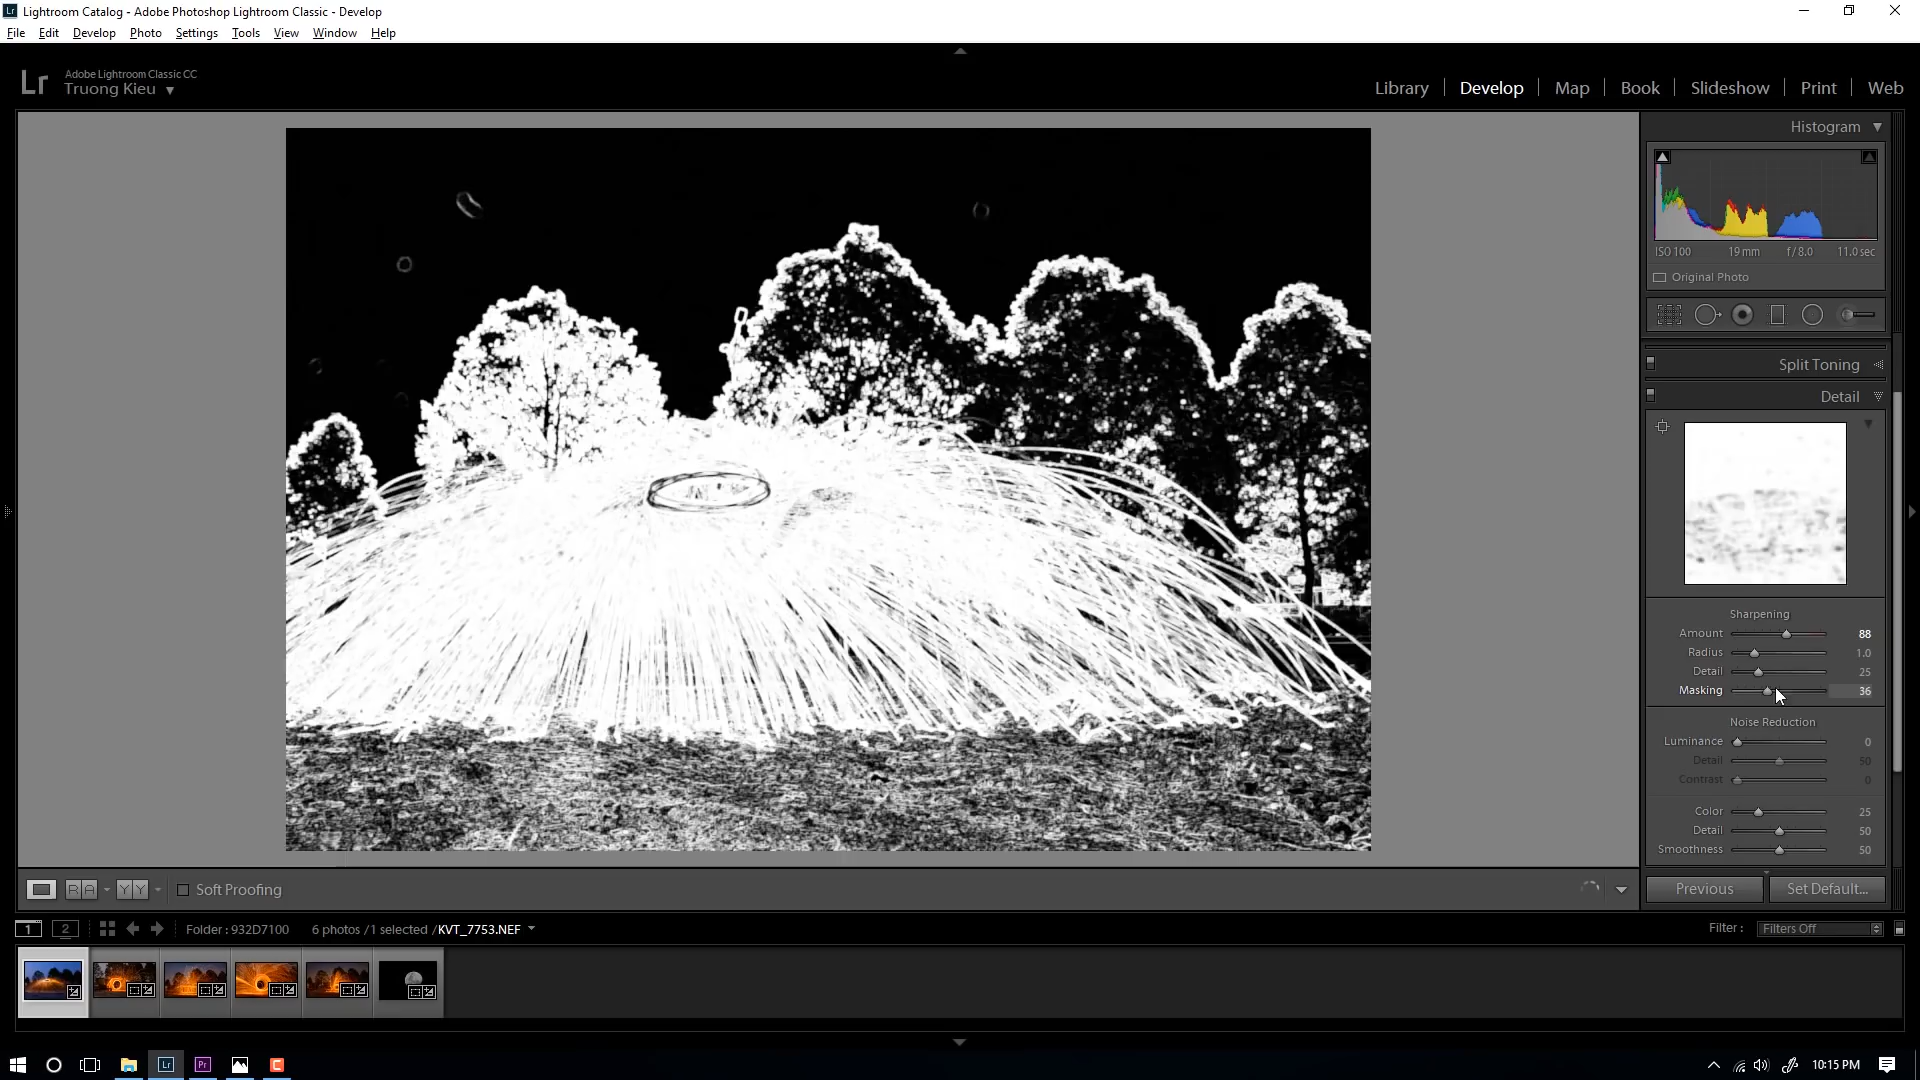 Lr Lightroom Catalog - Adobe Photoshop Lightroom Classic - Develop
File Edit Develop Photo Settings Tools View Window Help
Lr Adobe Lightroom Classic CC
Truong Kieu
Library Develop Map Book Slideshow Print Web
Histogram
ISO 100 19 mm f / 8.0 11.0 sec
Original Photo
Split Toning
Detail
Sharpening
Amount 88
Radius 1.0
Detail 25
Masking 36
Noise Reduction
Luminance 0
Detail 50
Contrast 0
Color 25
Detail 50
Smoothness 50
R A Y Y Soft Proofing
Previous Set Default...
1 2 Folder : 932D7100 6 photos / 1 selected / KVT_7753.NEF Filter : Filters Off
Lr Pr C 10:15 PM